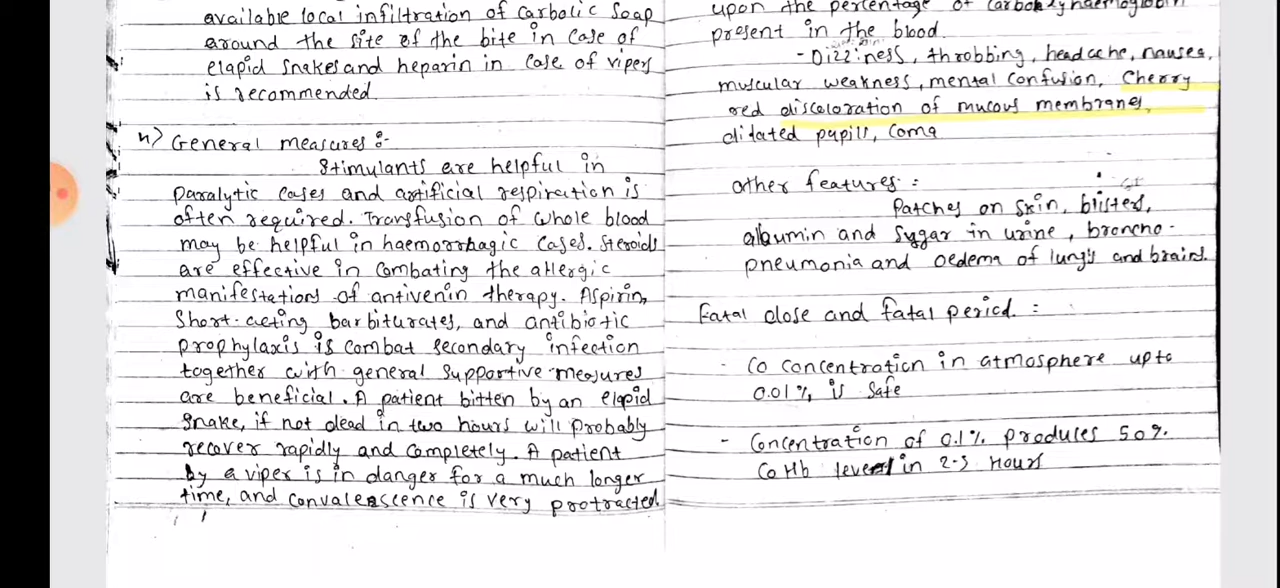 available local infiltration of Carbolic Soap
around the site of the bite in case of
elapid snakes and heparin in case of vipers
is recommended
n) General measures :-
Stimulants are helpful in
paralytic cases and artificial respiration is
often required. Transfusion of whole blood
may be helpful in haemorrhagic cases. Steroids
are effective in combating the allergic
manifestations of antivenin therapy. Aspirin,
Short-acting barbiturates, and antibiotic
prophylaxis is combat secondary infection
together with general supportive measures
are beneficial. A patient bitten by an elapid
snake, if not dead in two hours will probably
recover rapidly and completely. A patient
by a viper is in danger for a much longer
time, and convalescence is very protracted.
upon the percentage of carboxyhaemoglobin
present in the blood.
- Dizziness, throbbing, headache, nausea,
muscular weakness, mental confusion, Cherry
red discoloration of mucous membranes,
dilated pupils, coma
other features :
Patches on skin, blisters,
albumin and sugar in urine, broncho-
pneumonia and oedema of lungs and brains.
Fatal dose and fatal period :
- CO concentration in atmosphere upto
0.01% is safe
- Concentration of 0.1% produces 50%
CoHb level in 2-3 hours